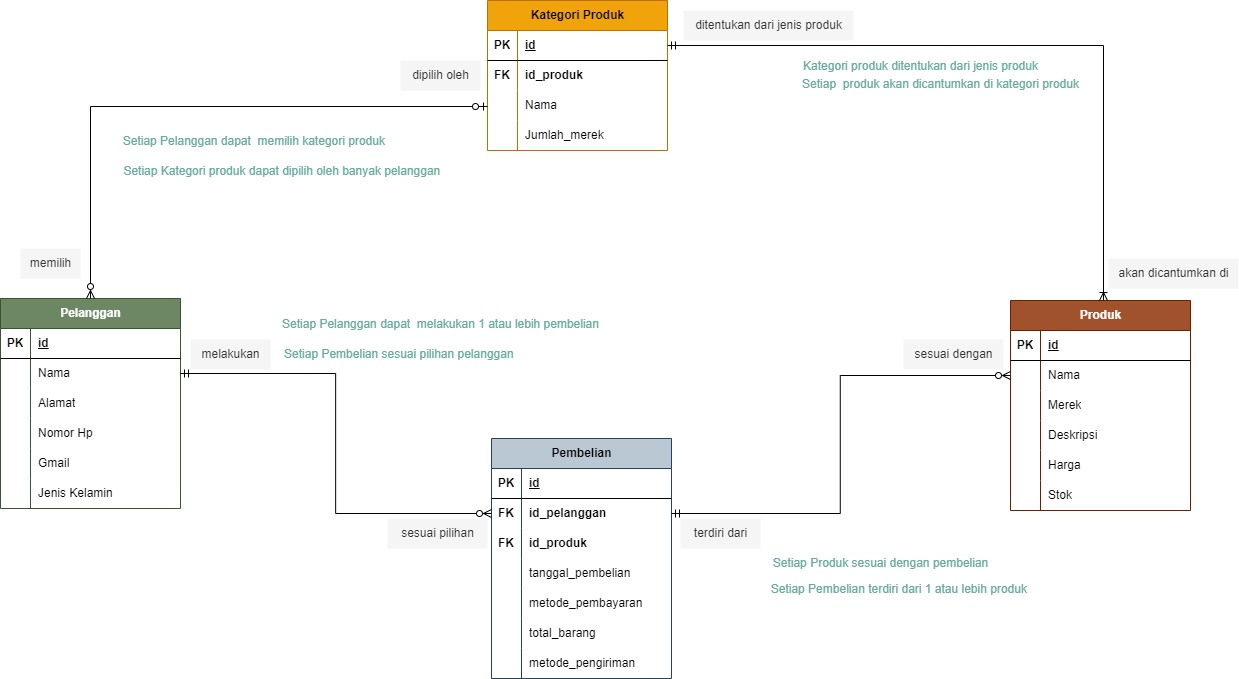 Kategori Produk
PK id
FK id_produk
Nama
Jumlah_merek
ditentukan dari jenis produk
dipilih oleh
Kategori produk ditentukan dari jenis produk
Setiap produk akan dicantumkan di kategori produk
Setiap Pelanggan dapat memilih kategori produk
Setiap Kategori produk dapat dipilih oleh banyak pelanggan
memilih
akan dicantumkan di
Pelanggan
PK id
Nama
Alamat
Nomor Hp
Gmail
Jenis Kelamin
melakukan
Setiap Pelanggan dapat melakukan 1 atau lebih pembelian
Setiap Pembelian sesuai pilihan pelanggan
sesuai dengan
Produk
PK id
Nama
Merek
Deskripsi
Harga
Stok
Pembelian
PK id
FK id_pelanggan
FK id_produk
tanggal_pembelian
metode_pembayaran
total_barang
metode_pengiriman
sesuai pilihan
terdiri dari
Setiap Produk sesuai dengan pembelian
Setiap Pembelian terdiri dari 1 atau lebih produk